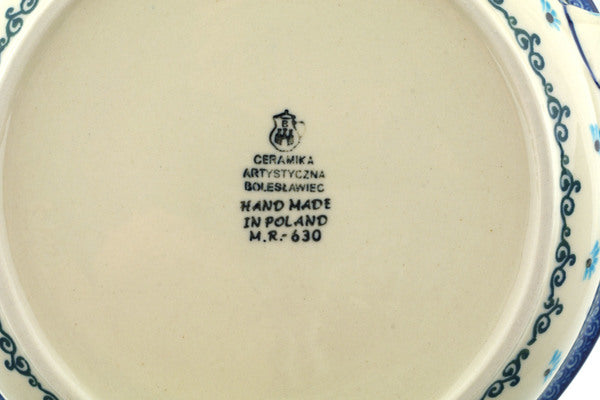 B
CERAMIKA
ARTYSTYCZNA
BOLESŁAWIEC
HAND MADE
IN POLAND
M.R.-630